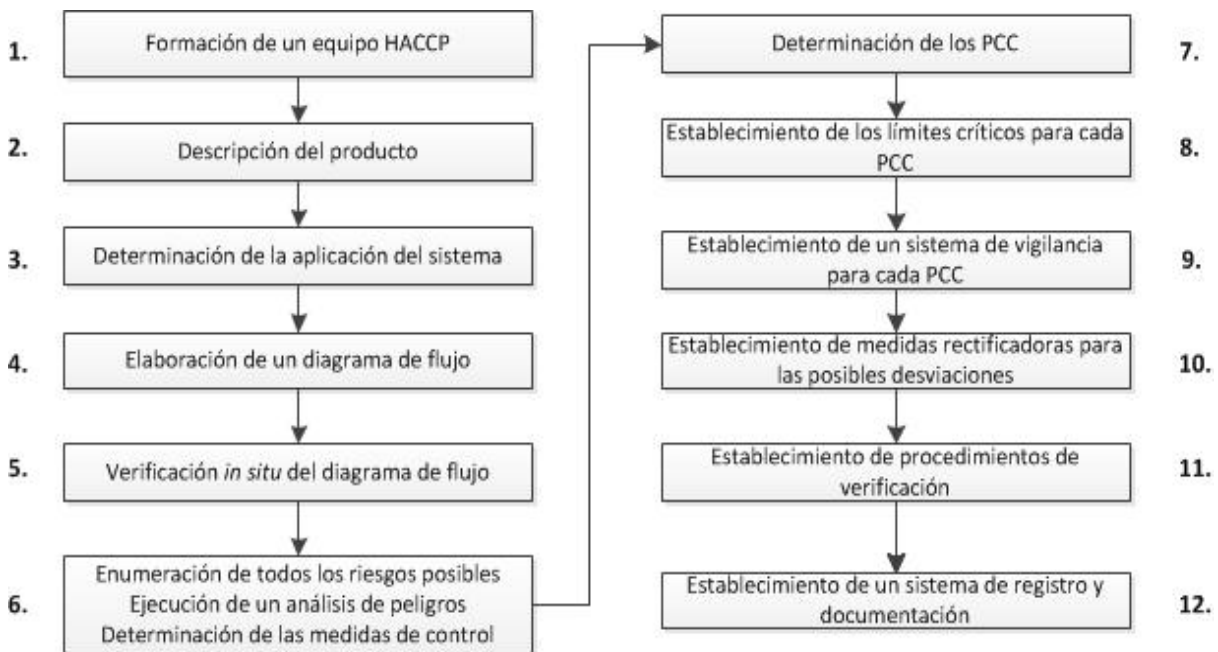 1. Formación de un equipo HACCP
2. Descripción del producto
3. Determinación de la aplicación del sistema
4. Elaboración de un diagrama de flujo
5. Verificación in situ del diagrama de flujo
6. Enumeración de todos los riesgos posibles
Ejecución de un análisis de peligros
Determinación de las medidas de control
Determinación de los PCC 7.
Establecimiento de los límites críticos para cada
PCC 8.
Establecimiento de un sistema de vigilancia
para cada PCC 9.
Establecimiento de medidas rectificadoras para
las posibles desviaciones 10.
Establecimiento de procedimientos de
verificación 11.
Establecimiento de un sistema de registro y
documentación 12.